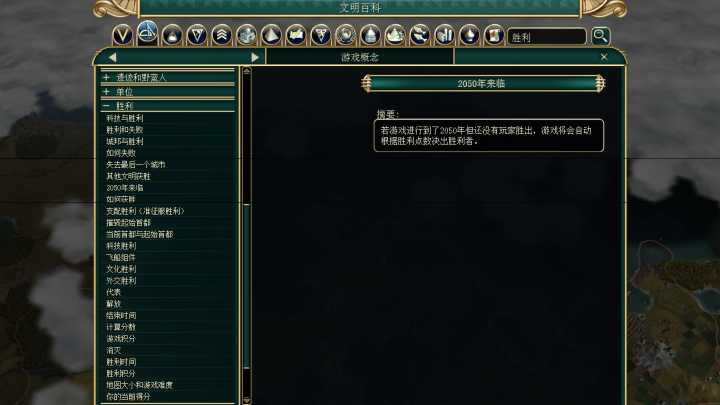 文明百科
胜利
游戏概念
+ 遗迹和野蛮人
+ 单位
- 胜利
科技与胜利
胜利和失败
城邦与胜利
如何失败
失去最后一个城市
其他文明获胜
2050年来临
如何获胜
支配胜利（准征服胜利）
摧毁起始首都
当前首都与起始首都
科技胜利
飞船组件
文化胜利
外交胜利
代表
解放
结束时间
计算分数
游戏积分
消灭
胜利时间
胜利积分
地图大小和游戏难度
你的当前得分
2050年来临
摘要：
若游戏进行到了2050年但还没有玩家胜出，游戏将会自动
根据胜利点数决出胜利者。